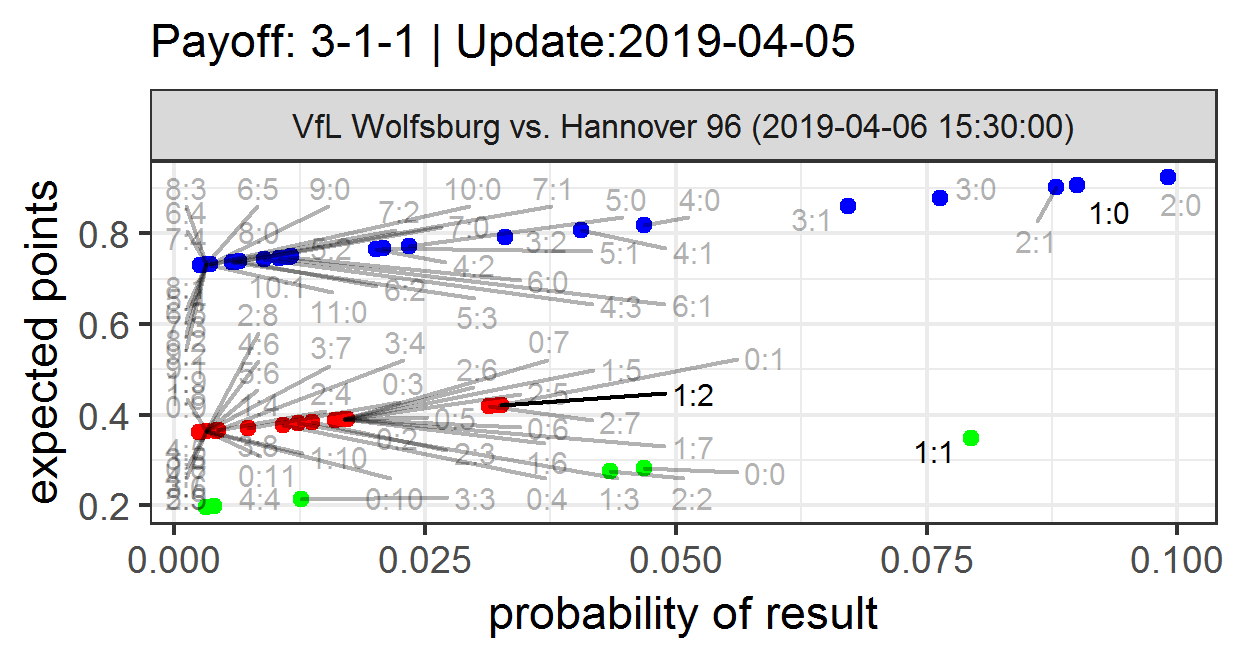 Payoff: 3-1-1 | Update:2019-04-05
VfL Wolfsburg vs. Hannover 96 (2019-04-06 15:30:00)
expected points
0.8
0.6
0.4
0.2
8:3 6:5 9:0 10:0 7:1 5:0 4:0 3:0 2:0
6:4 7:2 1:0
3:1
7:0
8:0 5:2 3:2 5:1 4:1 2:1
4:2
10:1 6:2 6:0
11:0 5:3 4:3 6:1
2:8
4:6 3:7 3:4 0:7 0:1
5:6 0:3 2:6 1:5
1:4 2:4 2:5 1:2
0:5 0:6 2:7
0:2 1:7 1:1
3:8 1:10 2:3 1:6
0:11 0:0
4:4 0:10 3:3 0:4 1:3 2:2
0.000 0.025 0.050 0.075 0.100
probability of result